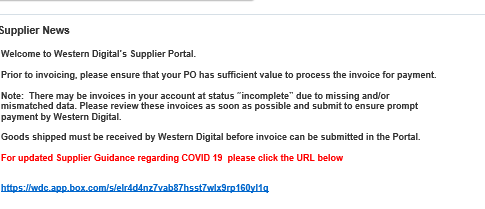 Supplier News
Welcome to Western Digital's Supplier Portal.
Prior to invoicing, please ensure that your PO has sufficient value to process the invoice for payment.
Note:  There may be invoices in your account at status "incomplete" due to missing and/or
mismatched data. Please review these invoices as soon as possible and submit to ensure prompt
payment by Western Digital.
Goods shipped must be received by Western Digital before invoice can be submitted in the Portal.
For updated Supplier Guidance regarding COVID 19  please click the URL below
https://wdc.app.box.com/s/elr4d4nz7vab87hsst7wlx9rp160yl1q